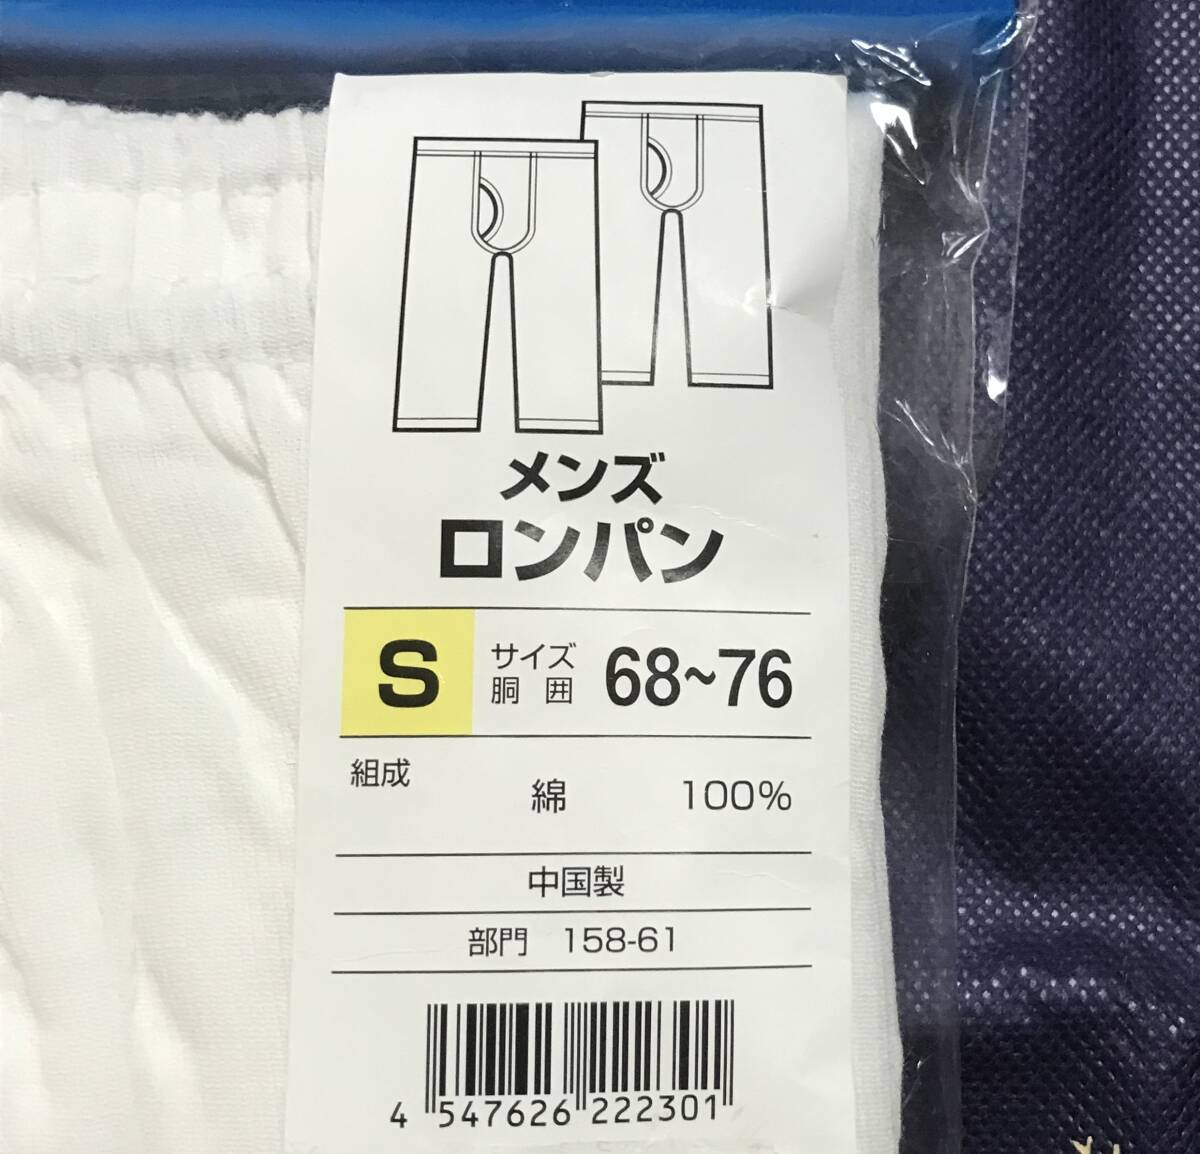 メンズ
ロンパン
S サイズ 胴囲 68~76
組成
綿 100%
中国製
部門 158-61
4 547626 222301